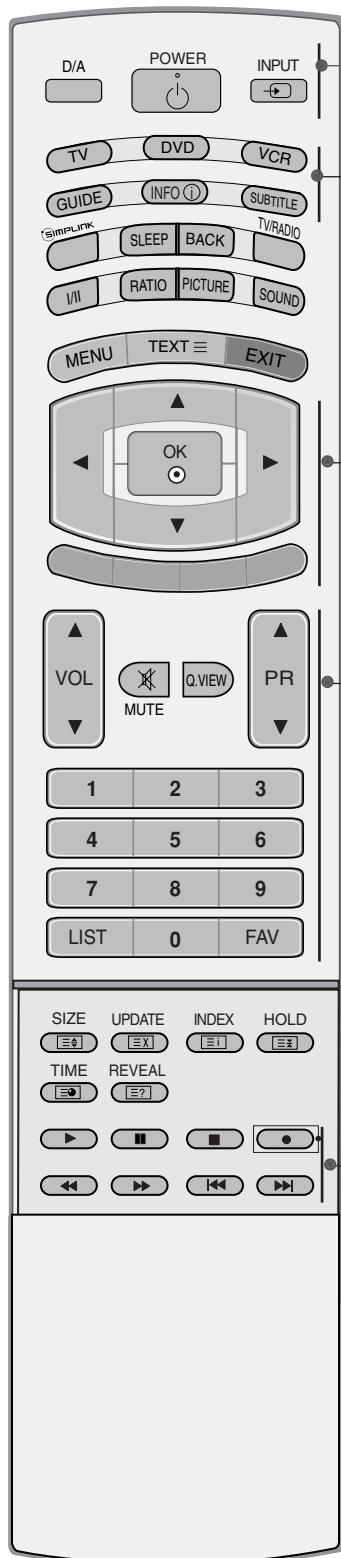 D/A POWER INPUT
TV DVD VCR
GUIDE INFO i SUBTITLE
SIMPLINK SLEEP BACK TV/RADIO
I/II RATIO PICTURE SOUND
MENU TEXT EXIT
OK
VOL MUTE Q.VIEW PR
1 2 3
4 5 6
7 8 9
LIST 0 FAV
SIZE UPDATE INDEX HOLD
X i
TIME REVEAL
?